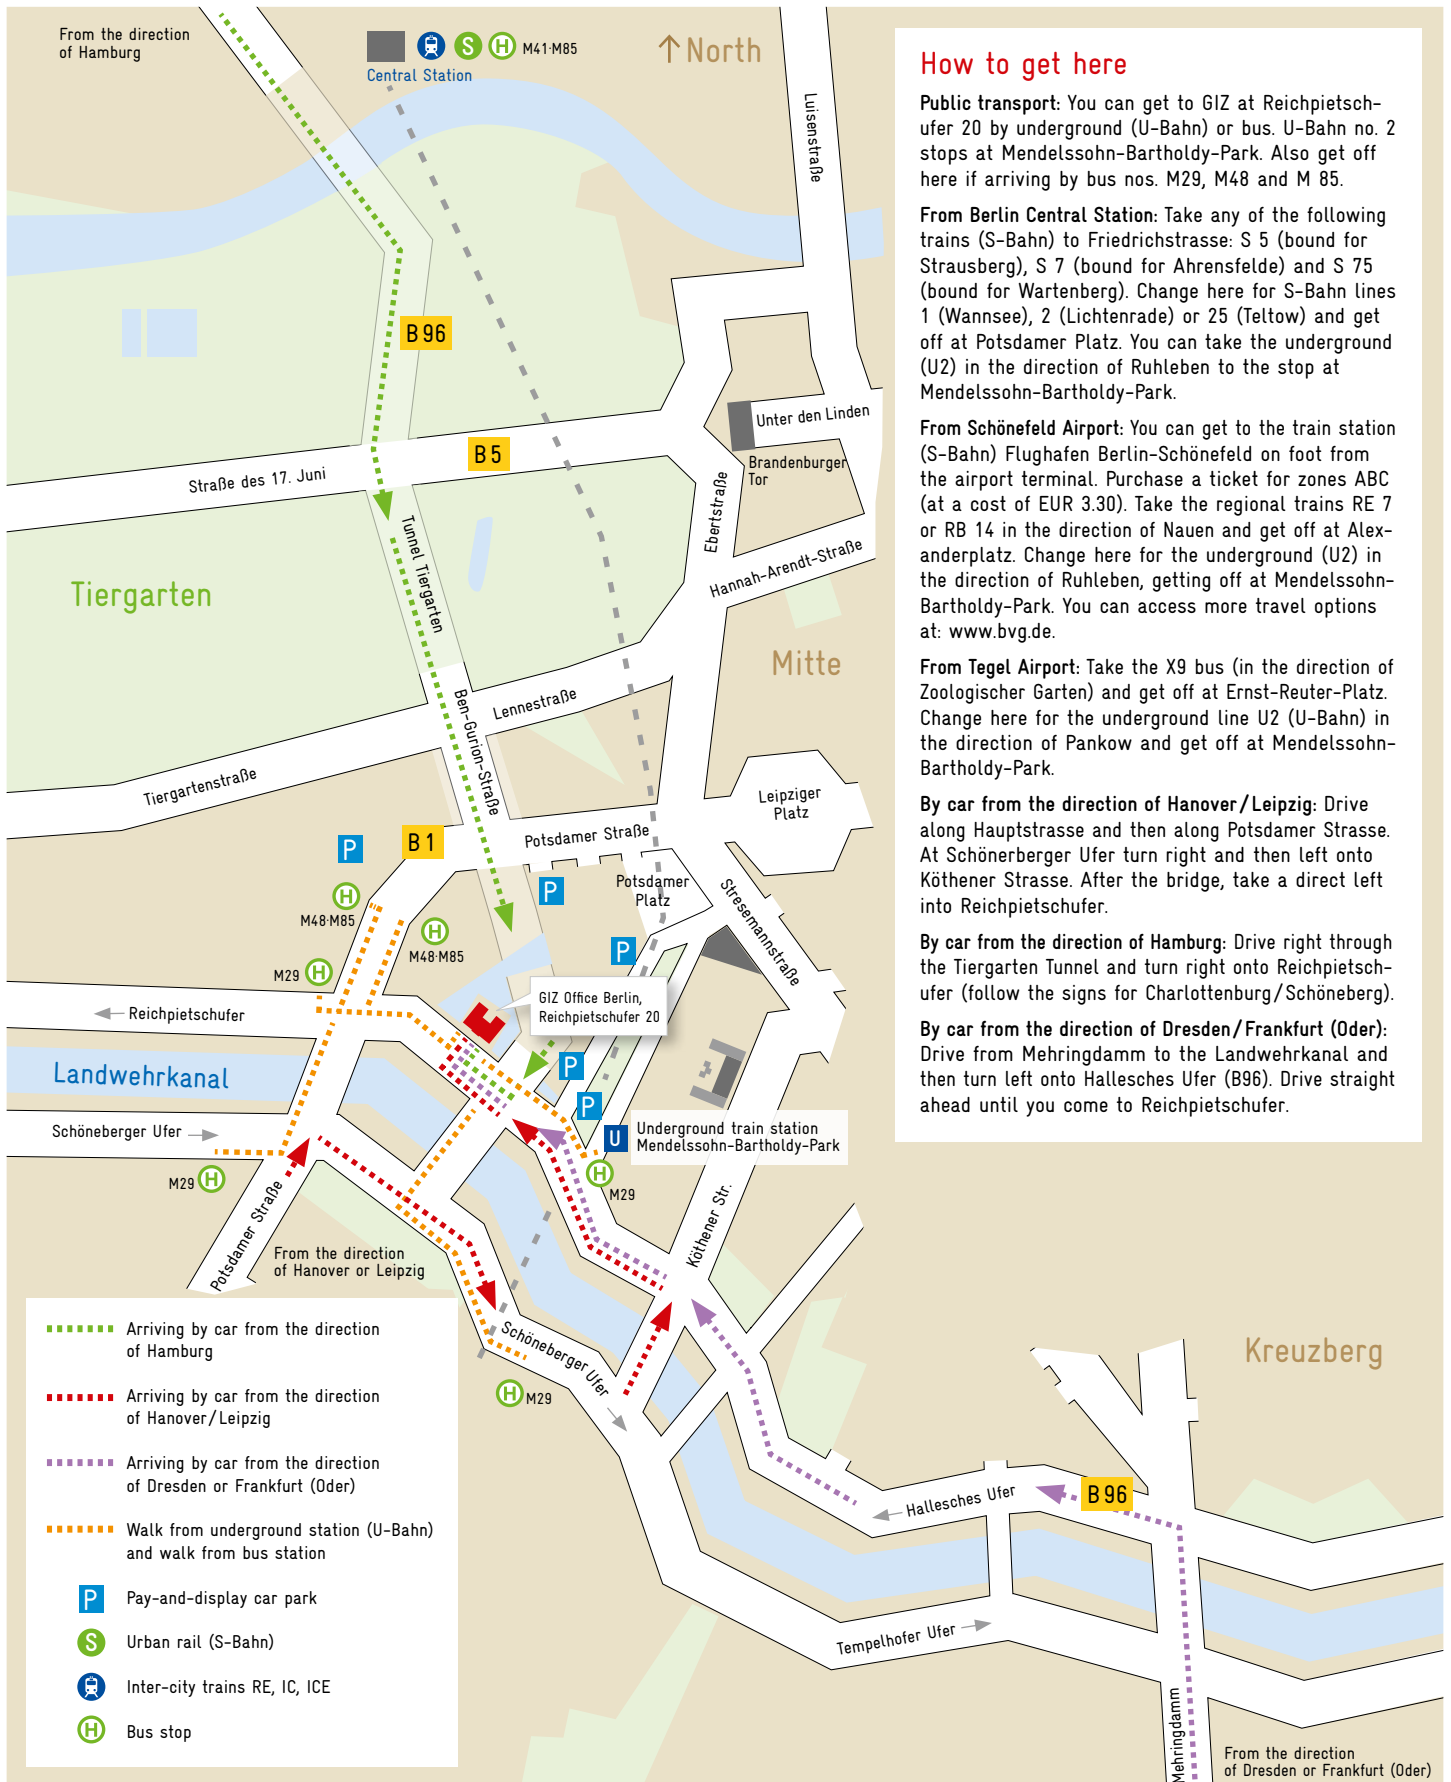 From the direction
of Hamburg
M41·M85
Central Station
North
Luisenstraße
B 96
Unter den Linden
Brandenburger
Tor
B 5
Straße des 17. Juni
Ebertstraße
Tunnel Tiergarten
Hannah-Arendt-Straße
Tiergarten
Mitte
Lennestraße
Ben-Gurion-Straße
Tiergartenstraße
Leipziger
Platz
B 1
Potsdamer Straße
P
P
Potsdamer
Platz
Stresemannstraße
H
M48·M85
H
M48·M85
P
M29 H
Reichpietschufer
GIZ Office Berlin,
Reichpietschufer 20
Landwehrkanal
P
P
Schöneberger Ufer
U
Underground train station
Mendelssohn-Bartholdy-Park
M29 H
H
M29
Potsdamer Straße
Köthener Str.
From the direction
of Hanover or Leipzig
Schöneberger Ufer
H M29
Kreuzberg
Hallesches Ufer
B 96
Tempelhofer Ufer
Mehringdamm
From the direction
of Dresden or Frankfurt (Oder)
Arriving by car from the direction
of Hamburg
Arriving by car from the direction
of Hanover/Leipzig
Arriving by car from the direction
of Dresden or Frankfurt (Oder)
Walk from underground station (U-Bahn)
and walk from bus station
P Pay-and-display car park
S Urban rail (S-Bahn)
Inter-city trains RE, IC, ICE
H Bus stop
How to get here
Public transport: You can get to GIZ at Reichpietsch-
ufer 20 by underground (U-Bahn) or bus. U-Bahn no. 2
stops at Mendelssohn-Bartholdy-Park. Also get off
here if arriving by bus nos. M29, M48 and M 85.
From Berlin Central Station: Take any of the following
trains (S-Bahn) to Friedrichstrasse: S 5 (bound for
Strausberg), S 7 (bound for Ahrensfelde) and S 75
(bound for Wartenberg). Change here for S-Bahn lines
1 (Wannsee), 2 (Lichtenrade) or 25 (Teltow) and get
off at Potsdamer Platz. You can take the underground
(U2) in the direction of Ruhleben to the stop at
Mendelssohn-Bartholdy-Park.
From Schönefeld Airport: You can get to the train station
(S-Bahn) Flughafen Berlin-Schönefeld on foot from
the airport terminal. Purchase a ticket for zones ABC
(at a cost of EUR 3.30). Take the regional trains RE 7
or RB 14 in the direction of Nauen and get off at Alex-
anderplatz. Change here for the underground (U2) in
the direction of Ruhleben, getting off at Mendelssohn-
Bartholdy-Park. You can access more travel options
at: www.bvg.de.
From Tegel Airport: Take the X9 bus (in the direction of
Zoologischer Garten) and get off at Ernst-Reuter-Platz.
Change here for the underground line U2 (U-Bahn) in
the direction of Pankow and get off at Mendelssohn-
Bartholdy-Park.
By car from the direction of Hanover/Leipzig: Drive
along Hauptstrasse and then along Potsdamer Strasse.
At Schönerberger Ufer turn right and then left onto
Köthener Strasse. After the bridge, take a direct left
into Reichpietschufer.
By car from the direction of Hamburg: Drive right through
the Tiergarten Tunnel and turn right onto Reichpietsch-
ufer (follow the signs for Charlottenburg/Schöneberg).
By car from the direction of Dresden/Frankfurt (Oder):
Drive from Mehringdamm to the Landwehrkanal and
then turn left onto Hallesches Ufer (B96). Drive straight
ahead until you come to Reichpietschufer.